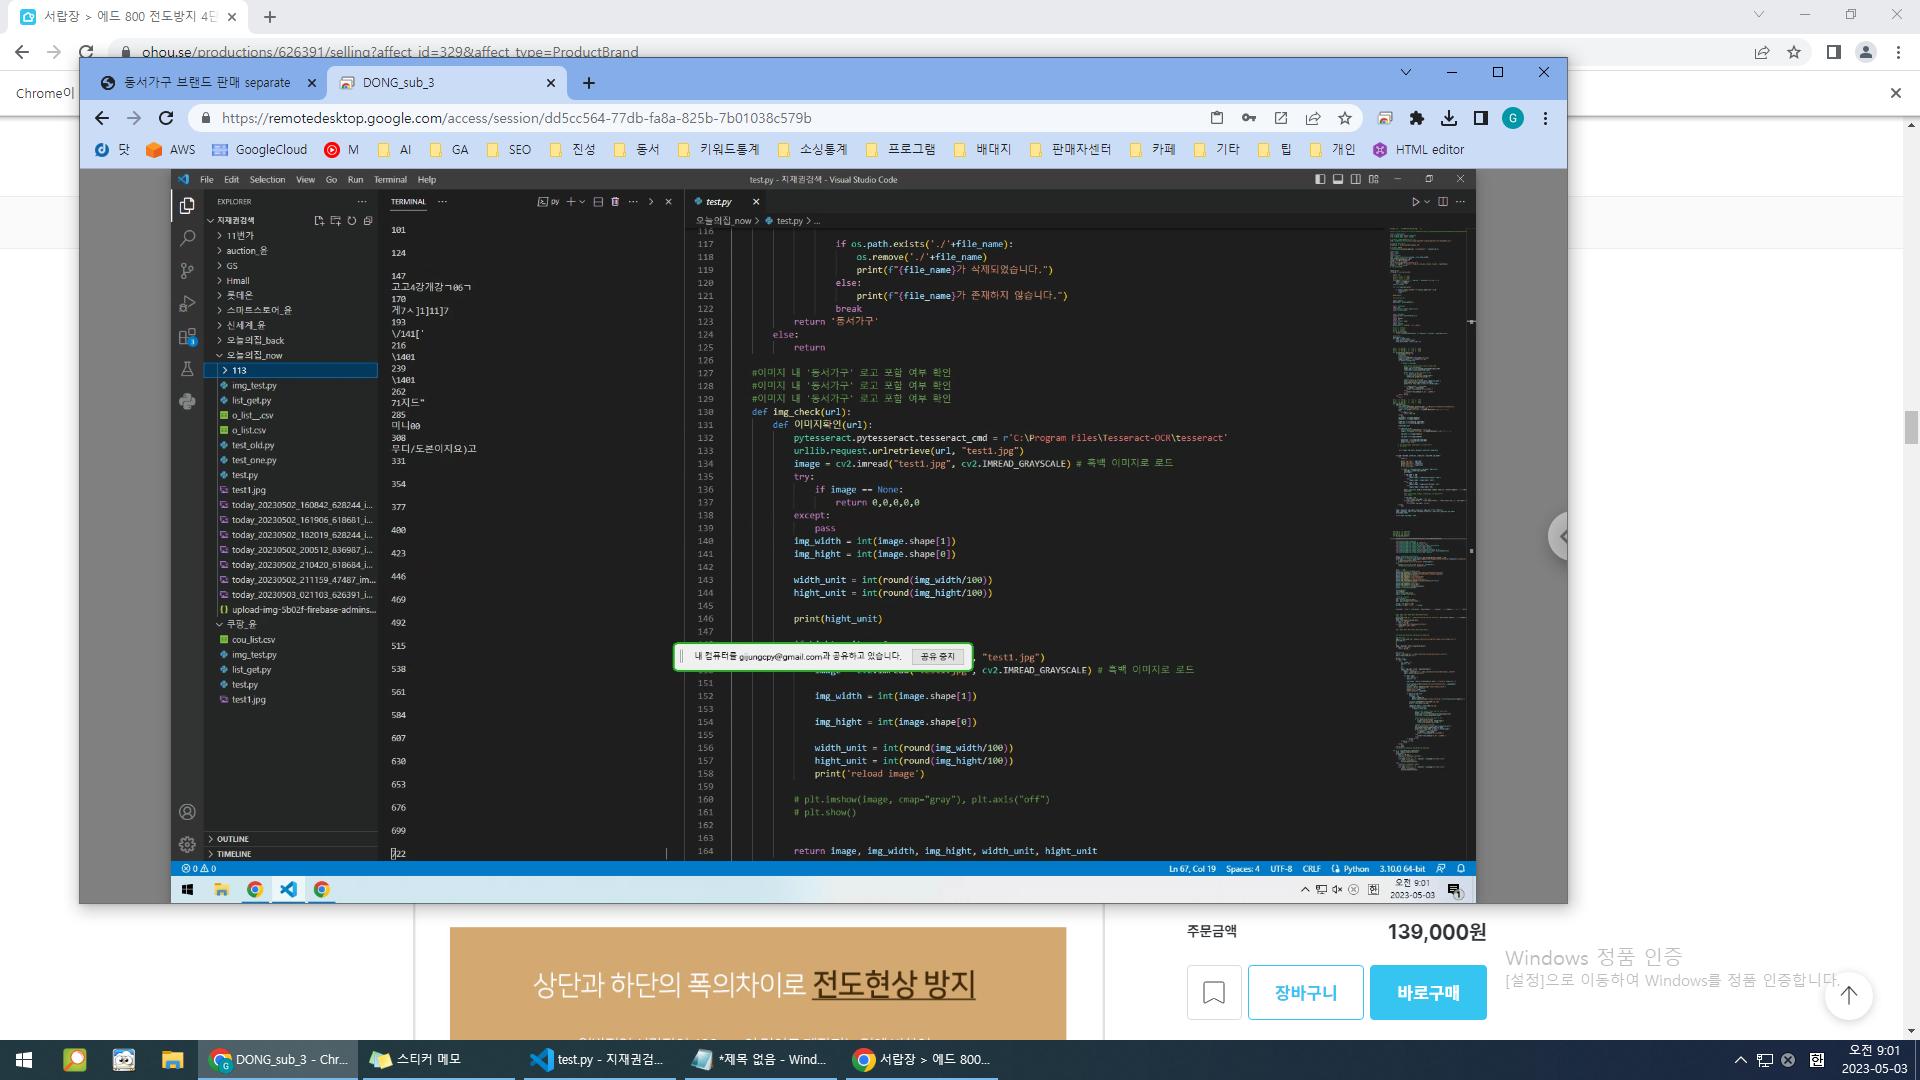 서랍장 > 에드 800 전도방지 4단
ohou.se/productions/626391/selling?affect_id=329&affect_type=ProductBrand
Chrome이
동서가구 브랜드 판매 separate
DONG_sub_3
https://remotedesktop.google.com/access/session/dd5cc564-77db-fa8a-825b-7b01038c579b
G
닷 AWS GoogleCloud M AI GA SEO 진성 동서 키워드통계 소싱통계 프로그램 배대지 판매자센터 카페 기타 팁 개인 HTML editor
File Edit Selection View Go Run Terminal Help
test.py - 지재권검색 - Visual Studio Code
EXPLORER
지재권검색
11번가
auction_윤
GS
Hmall
롯데온
스마트스토어_윤
신세계_윤
오늘의집_back
오늘의집_now
113
img_test.py
list_get.py
o_list__.csv
o_list.csv
test_old.py
test_one.py
test.py
test1.jpg
today_20230502_160842_628244_i...
today_20230502_161906_618681_i...
today_20230502_182019_628244_i...
today_20230502_200512_836987_i...
today_20230502_210420_618684_i...
today_20230502_211159_47487_im...
today_20230503_021103_626391_i...
upload-img-5b02f-firebase-admins...
쿠팡_윤
cou_list.csv
img_test.py
list_get.py
test.py
test1.jpg
OUTLINE
TIMELINE
TERMINAL
py
101
124
147
고고4강개강ㄱ06ㄱ
170
게7ㅅ]1]11]7
193
\/141['
216
\1401
239
\1401
262
71지드"
285
미니00
308
무디/도본이지요)고
331
354
377
400
423
446
469
492
515
538
561
584
607
630
653
676
699
722
test.py
오늘의집_now > test.py > ...
116
117 if os.path.exists('./'+file_name):
118 os.remove('./'+file_name)
119 print(f"{file_name}가 삭제되었습니다.")
120 else:
121 print(f"{file_name}가 존재하지 않습니다.")
122 break
123 return '동서가구'
124 else:
125 return
126
127 #이미지 내 '동서가구' 로고 포함 여부 확인
128 #이미지 내 '동서가구' 로고 포함 여부 확인
129 #이미지 내 '동서가구' 로고 포함 여부 확인
130 def img_check(url):
131 def 이미지확인(url):
132 pytesseract.pytesseract.tesseract_cmd = r'C:\Program Files\Tesseract-OCR\tesseract'
133 urllib.request.urlretrieve(url, "test1.jpg")
134 image = cv2.imread("test1.jpg", cv2.IMREAD_GRAYSCALE) # 흑백 이미지로 로드
135 try:
136 if image == None:
137 return 0,0,0,0,0
138 except:
139 pass
140 img_width = int(image.shape[1])
141 img_hight = int(image.shape[0])
142
143 width_unit = int(round(img_width/100))
144 hight_unit = int(round(img_hight/100))
145
146 print(hight_unit)
147
내 컴퓨터를 gijungcpy@gmail.com과 공유하고 있습니다. 공유 중지
, "test1.jpg")
, cv2.IMREAD_GRAYSCALE) # 흑백 이미지로 로드
151
152 img_width = int(image.shape[1])
153
154 img_hight = int(image.shape[0])
155
156 width_unit = int(round(img_width/100))
157 hight_unit = int(round(img_hight/100))
158 print('reload image')
159
160 # plt.imshow(image, cmap="gray"), plt.axis("off")
161 # plt.show()
162
163
164 return image, img_width, img_hight, width_unit, hight_unit
0 0
Ln 67, Col 19 Spaces: 4 UTF-8 CRLF Python 3.10.0 64-bit
오전 9:01
2023-05-03
상단과 하단의 폭의차이로 전도현상 방지
주문금액 139,000원
장바구니 바로구매
Windows 정품 인증
[설정]으로 이동하여 Windows를 정품 인증합니다.
DONG_sub_3 - Chr... 스티커 메모 test.py - 지재권검... *제목 없음 - Wind... 서랍장 > 에드 800...
한
오전 9:01
2023-05-03